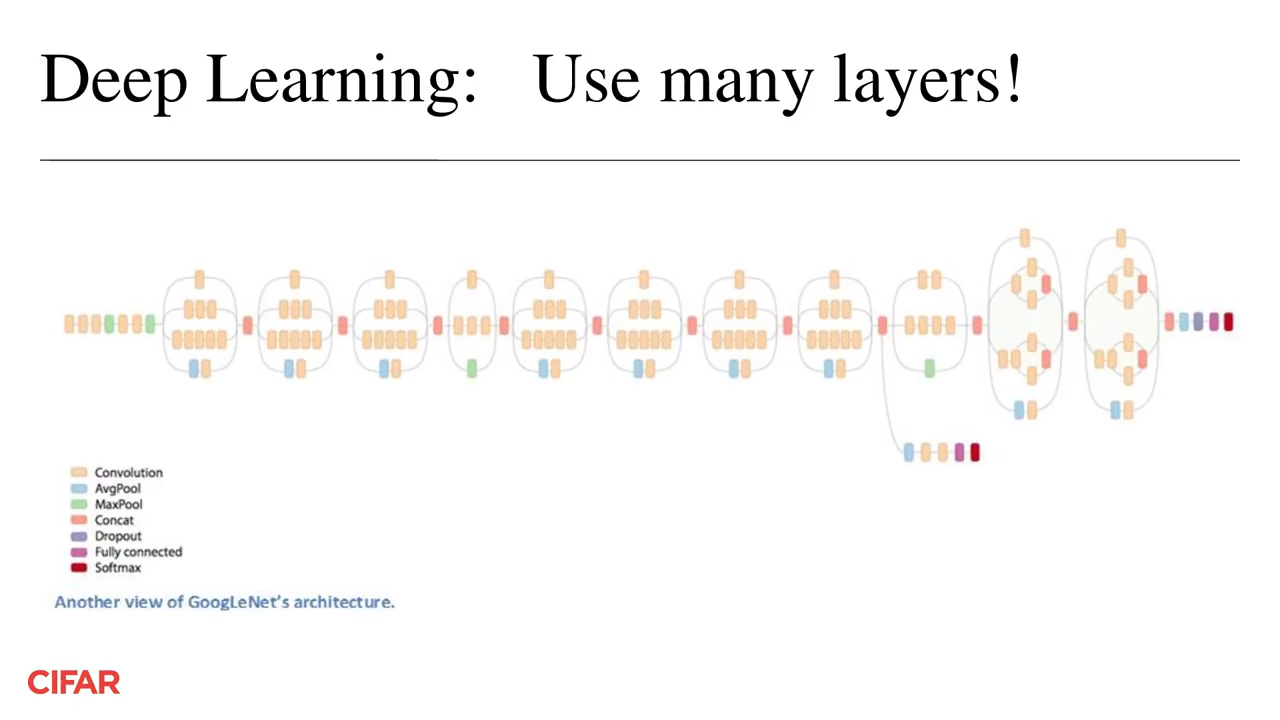 Deep Learning: Use many layers!
Convolution
AvgPool
MaxPool
Concat
Dropout
Fully connected
Softmax
Another view of GoogLeNet's architecture.
CIFAR